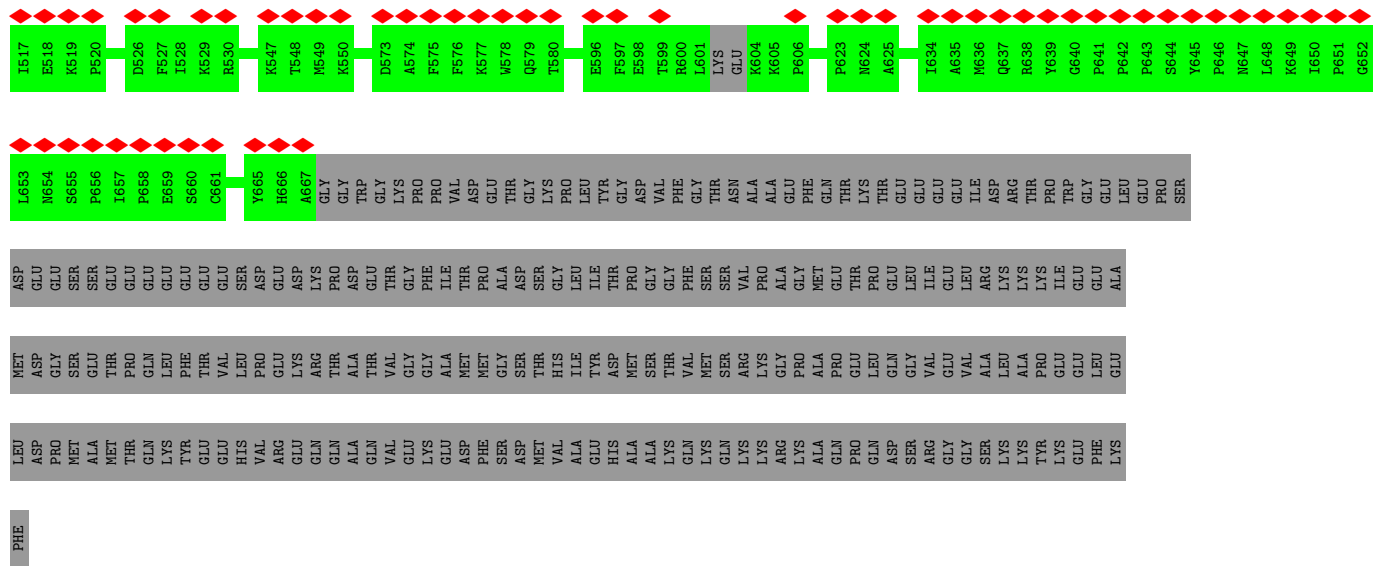 I517 E518 K519 P520 D526 F527 I528 K529 R530 K547 T548 M549 K550 D573 A574 F575 F576 K577 W578 Q579 T580 E596 F597 E598 T599 R600 L601 LYS GLU K604 K605 P606 P623 N624 A625 I634 A635 M636 Q637 R638 Y639 G640 P641 P642 P643 S644 Y645 P646 N647 L648 K649 I650 P651 G652
L653 N654 S655 P656 I657 P658 E659 S660 C661 Y665 H666 A667 GLY GLY TRP GLY LYS PRO PRO VAL ASP GLU THR GLY LYS PRO LEU TYR GLY ASP VAL PHE GLY THR ASN ALA ALA GLU PHE GLN THR LYS THR GLU GLU GLU GLU ILE ASP ARG THR PRO TRP GLY GLU LEU GLU PRO SER
ASP GLU GLU SER SER GLU GLU GLU GLU GLU GLU GLU SER ASP GLU ASP LYS PRO ASP GLU THR GLY PHE ILE THR PRO ALA ASP SER GLY LEU ILE THR PRO GLY GLY PHE SER SER VAL PRO ALA GLY MET GLU THR PRO GLU LEU ILE GLU LEU ARG LYS LYS LYS ILE GLU GLU ALA
MET ASP GLY SER GLU THR PRO GLN LEU PHE THR VAL LEU PRO GLU LYS ARG THR ALA THR VAL GLY GLY ALA MET MET GLY SER THR HIS ILE TYR ASP MET SER THR VAL MET SER ARG LYS GLY PRO ALA PRO GLU LEU GLN GLY VAL GLU VAL ALA LEU ALA PRO GLU GLU LEU GLU
LEU ASP PRO MET ALA MET THR GLN LYS TYR GLU GLU HIS VAL ARG GLU GLN GLN ALA GLN VAL GLU LYS GLU ASP PHE SER ASP MET VAL ALA GLU HIS ALA ALA LYS GLN LYS GLN LYS LYS ARG LYS ALA GLN PRO GLN ASP SER ARG GLY GLY SER LYS LYS TYR LYS GLU PHE LYS
PHE